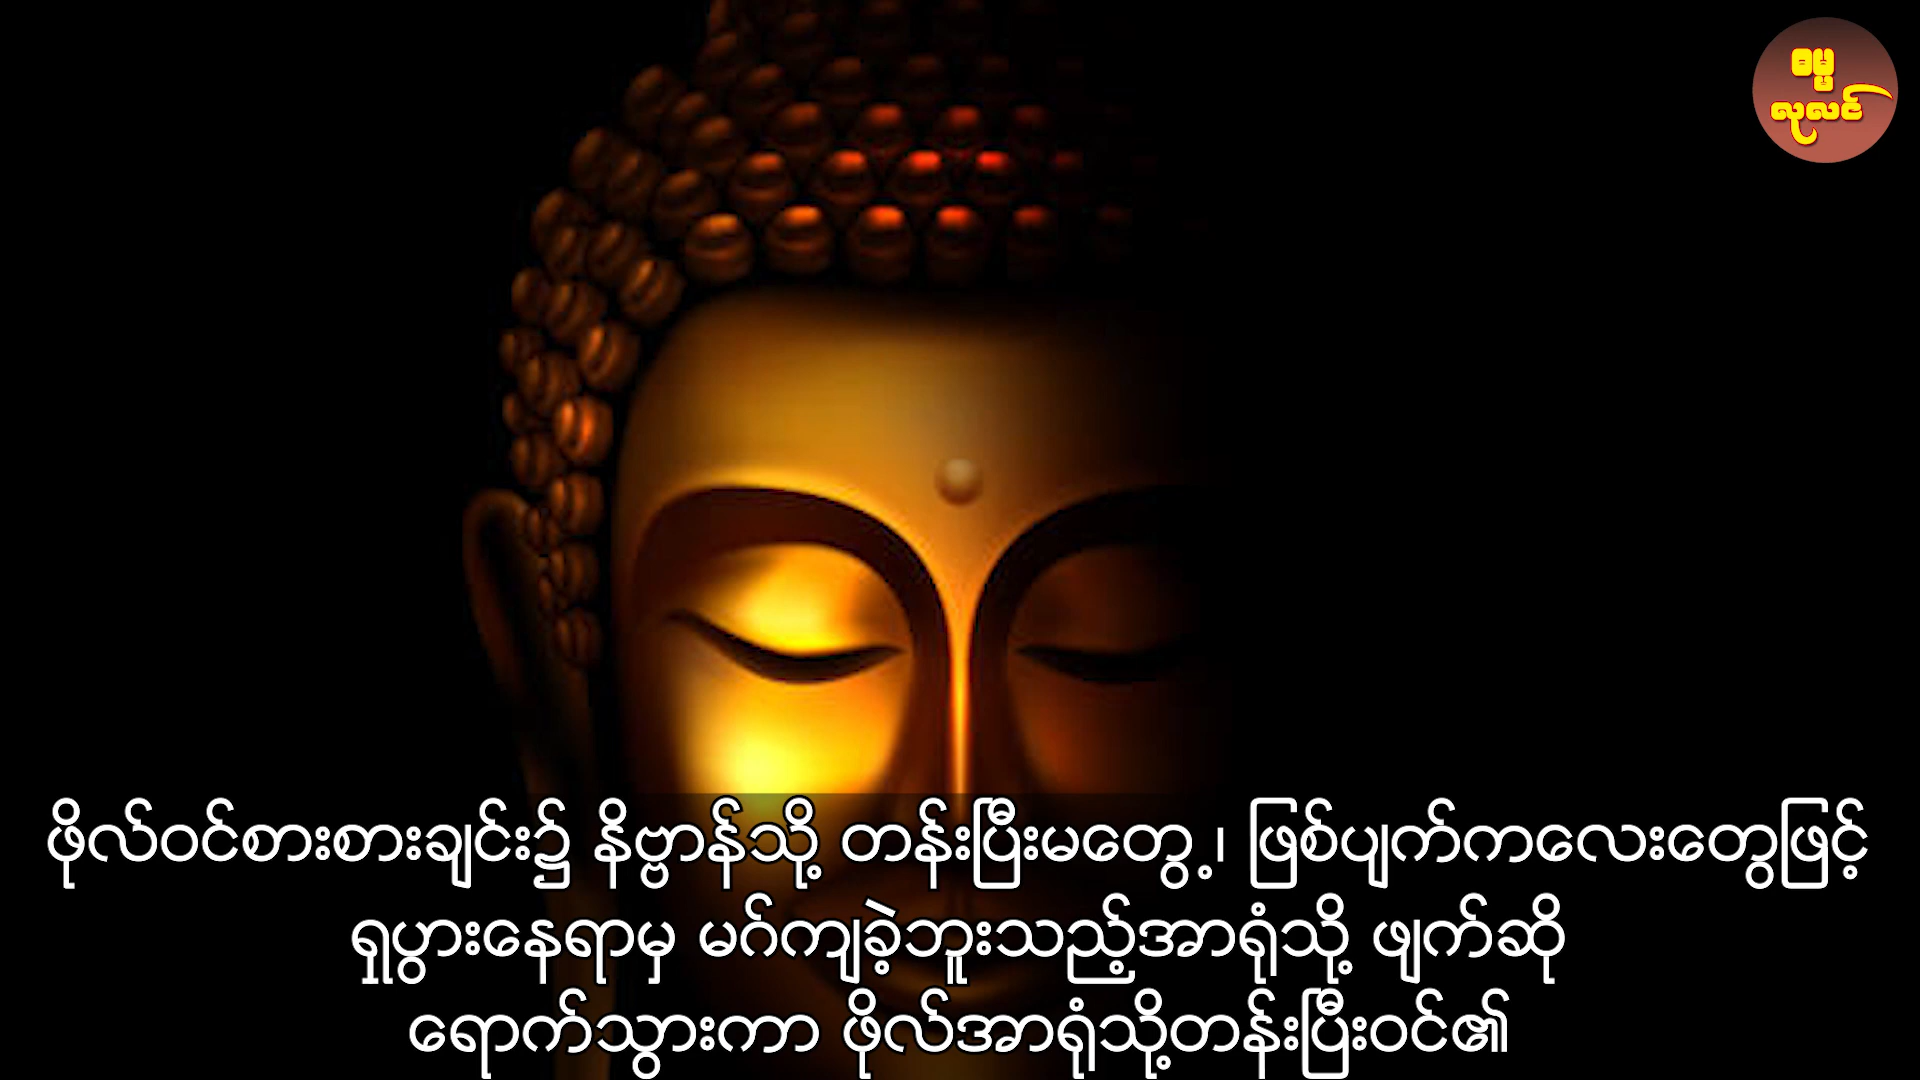 ဓမ္မ
လုလင်
ဖိုလ်ဝင်စားစားချင်း၌ နိဗ္ဗာန်သို့ တန်းပြီးမတွေ့၊ ဖြစ်ပျက်ကလေးတွေဖြင့်
ရှုပွားနေရာမှ မဂ်ကျခဲ့ဘူးသည့်အာရုံသို့ ဖျက်ဆို
ရောက်သွားကာ ဖိုလ်အာရုံသို့တန်းပြီးဝင်၏